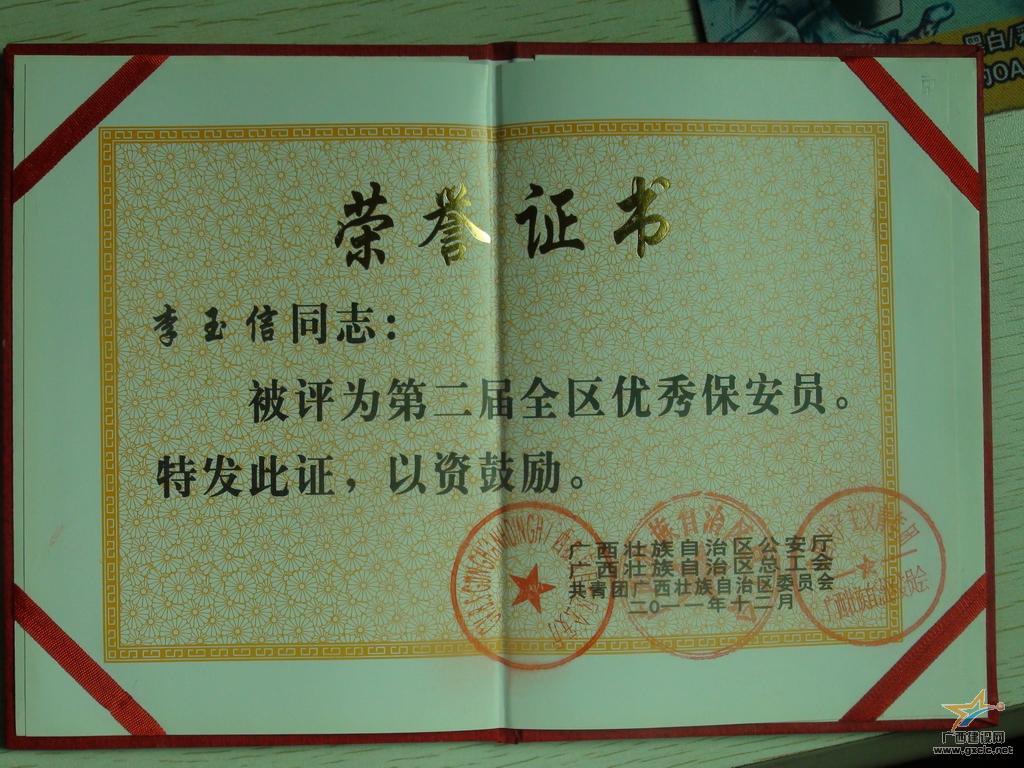 荣誉证书
李玉信同志：
被评为第二届全区优秀保安员。
特发此证，以资鼓励。
广西壮族自治区公安厅
广西壮族自治区总工会
共青团广西壮族自治区委员会
二〇一一年十二月
黑白/
OA
广西建设网
www.gxcic.net